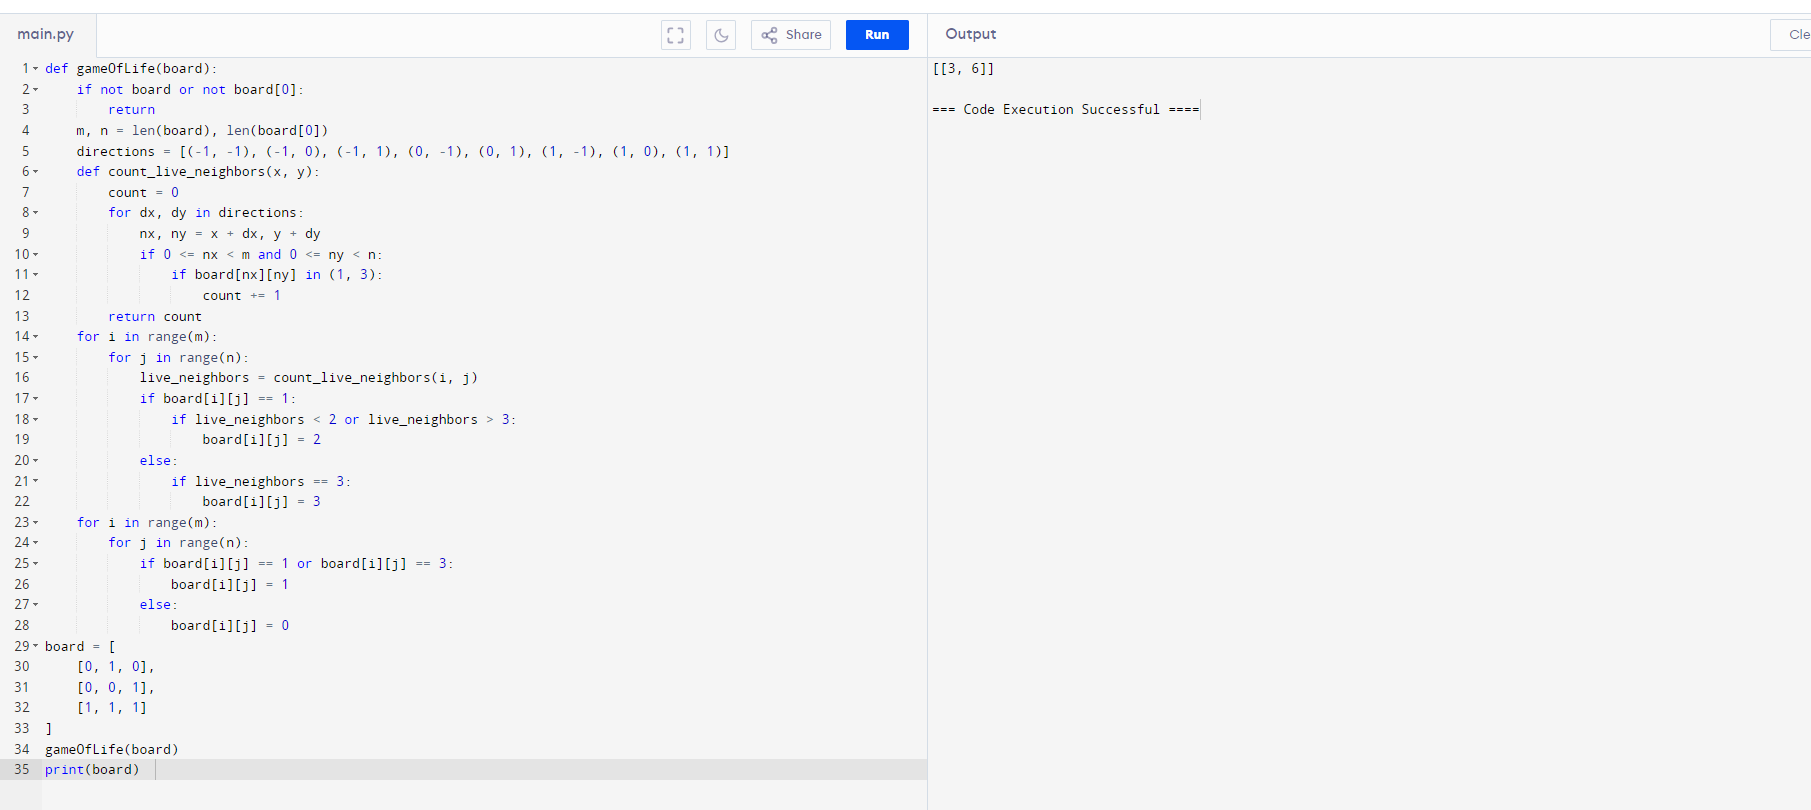 main.py
Share
Run
Output
Cle
1 def gameOfLife(board):
2     if not board or not board[0]:
3         return
4     m, n = len(board), len(board[0])
5     directions = [(-1, -1), (-1, 0), (-1, 1), (0, -1), (0, 1), (1, -1), (1, 0), (1, 1)]
6     def count_live_neighbors(x, y):
7         count = 0
8         for dx, dy in directions:
9             nx, ny = x + dx, y + dy
10             if 0 <= nx < m and 0 <= ny < n:
11                 if board[nx][ny] in (1, 3):
12                     count += 1
13         return count
14     for i in range(m):
15         for j in range(n):
16             live_neighbors = count_live_neighbors(i, j)
17             if board[i][j] == 1:
18                 if live_neighbors < 2 or live_neighbors > 3:
19                     board[i][j] = 2
20             else:
21                 if live_neighbors == 3:
22                     board[i][j] = 3
23     for i in range(m):
24         for j in range(n):
25             if board[i][j] == 1 or board[i][j] == 3:
26                 board[i][j] = 1
27             else:
28                 board[i][j] = 0
29 board = [
30     [0, 1, 0],
31     [0, 0, 1],
32     [1, 1, 1]
33 ]
34 gameOfLife(board)
35 print(board)
[[3, 6]]
=== Code Execution Successful ====